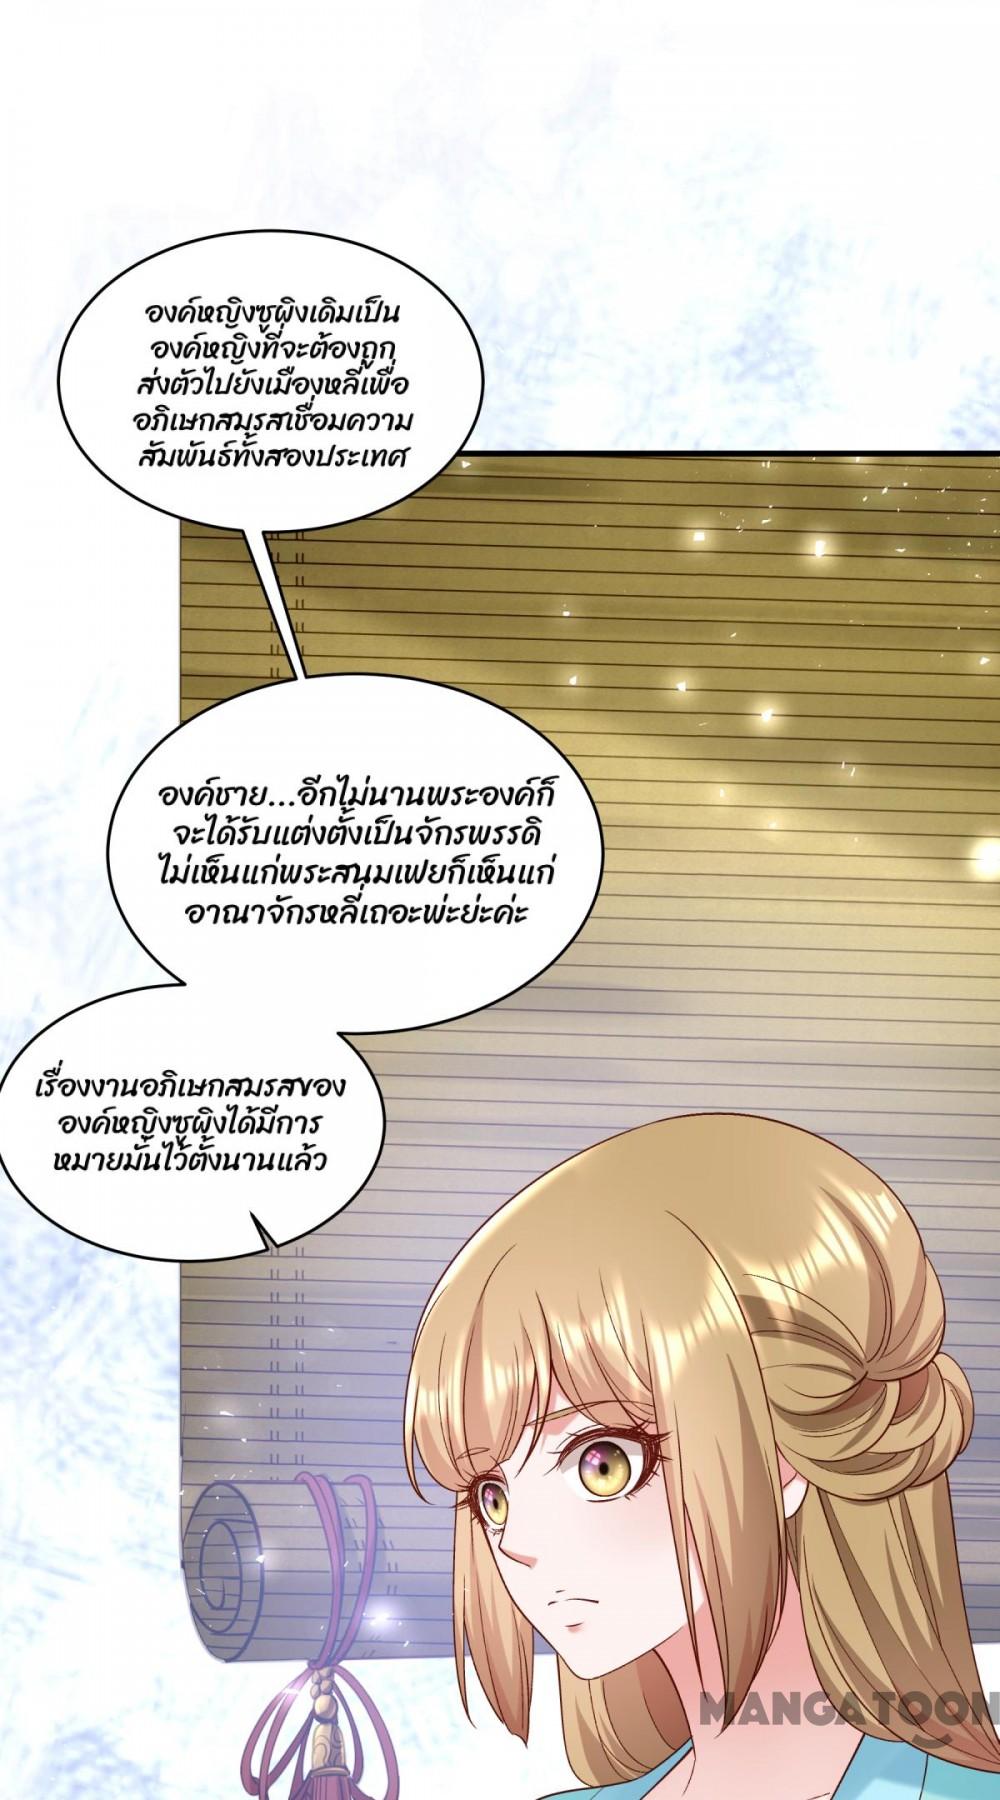 องค์หญิงซูผิงเดิมเป็น
องค์หญิงที่จะต้องถูก
ส่งตัวไปยังเมืองหลี่เพื่อ
อภิเษกสมรสเชื่อมความ
สัมพันธ์ทั้งสองประเทศ
องค์ชาย...อีกไม่นานพระองค์ก็
จะได้รับแต่งตั้งเป็นจักรพรรดิ
ไม่เห็นแก่พระสนมเฟยก็เห็นแก่
อาณาจักรหลี่เถอะพ่ะย่ะค่ะ
เรื่องงานอภิเษกสมรสของ
องค์หญิงซูผิงได้มีการ
หมายมั่นไว้ตั้งนานแล้ว
MANGATOON